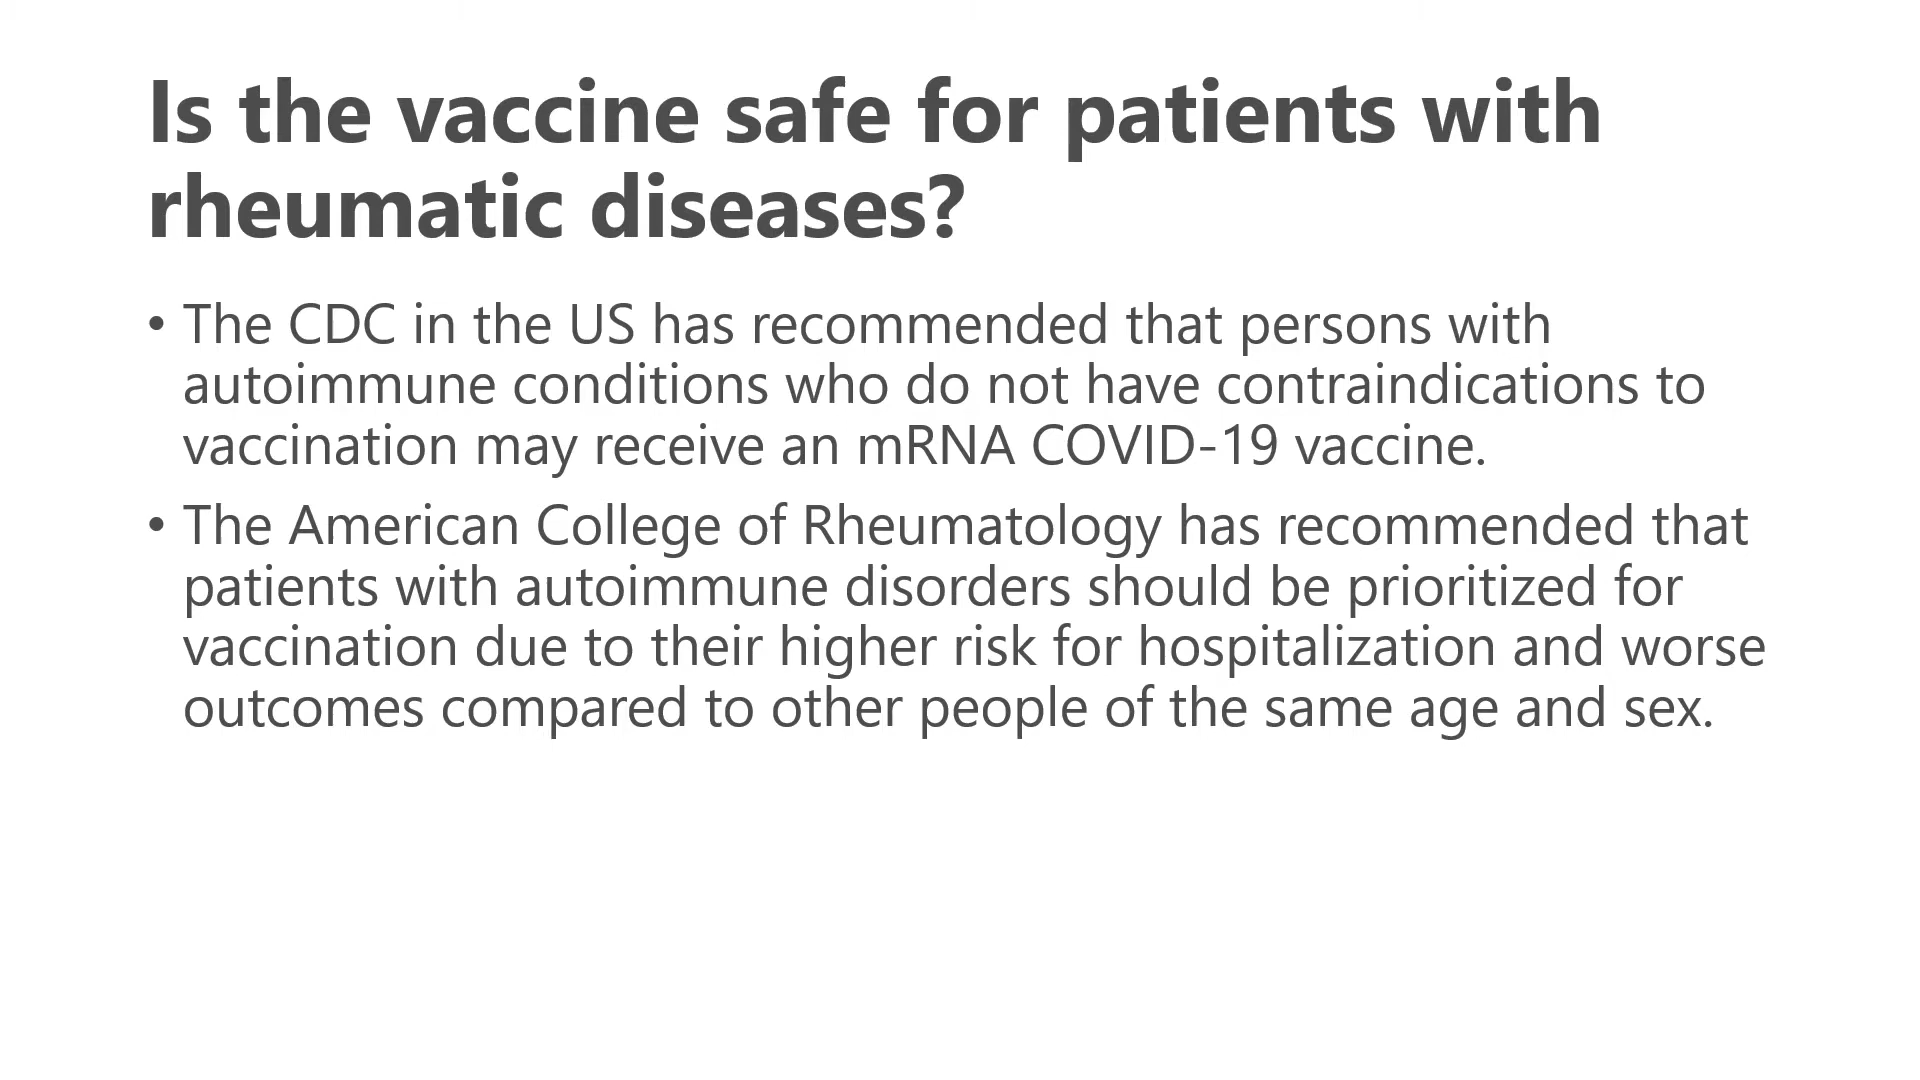 Is the vaccine safe for patients with
rheumatic diseases?
• The CDC in the US has recommended that persons with
autoimmune conditions who do not have contraindications to
vaccination may receive an mRNA COVID-19 vaccine.
• The American College of Rheumatology has recommended that
patients with autoimmune disorders should be prioritized for
vaccination due to their higher risk for hospitalization and worse
outcomes compared to other people of the same age and sex.